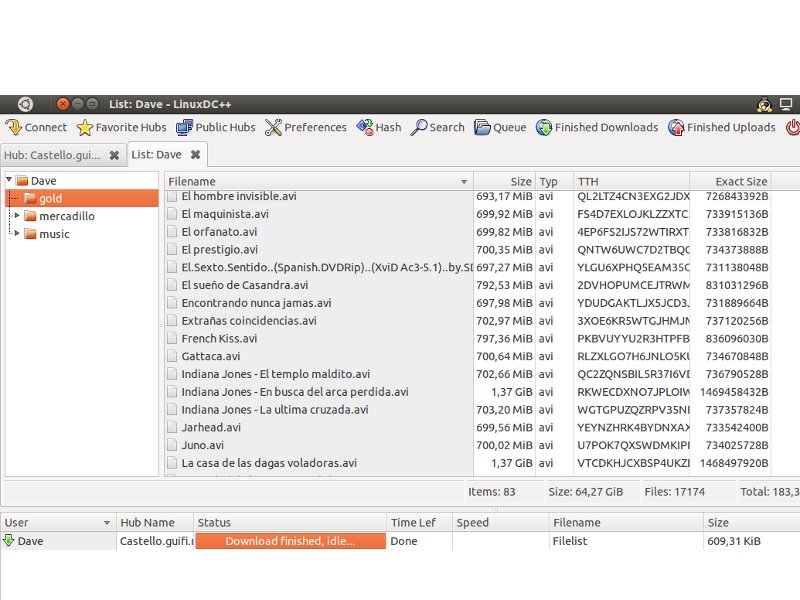 List: Dave - LinuxDC++
Connect Favorite Hubs Public Hubs Preferences Hash Search Queue Finished Downloads Finished Uploads
Hub: Castello.gui... List: Dave
Dave
gold
mercadillo
music
Filename Size Typ TTH Exact Size
El hombre invisible.avi 693,17 MiB avi QL2LTZ4CN3EXG2JDX 726843392B
El maquinista.avi 699,92 MiB avi FS4D7EXLOJKLZZXTC 733915136B
El orfanato.avi 699,82 MiB avi 4EP6FS2IJS72WTIRXT 733816832B
El prestigio.avi 700,35 MiB avi QNTW6UWC7D2TBQC 734373888B
El.Sexto.Sentido..(Spanish.DVDRip)..(XviD Ac3-5.1)..by.SD 697,27 MiB avi YLGU6XPHQ5EAM35C 731138048B
El sueño de Casandra.avi 792,53 MiB avi 2DVHOPUMCEJTRWM 831031296B
Encontrando nunca jamas.avi 697,98 MiB avi YDUDGAKTLJX5JCD3J 731889664B
Extrañas coincidencias.avi 702,97 MiB avi 3XOE6KR5WTGJHMJM 737120256B
French Kiss.avi 797,36 MiB avi PKBVUYYU2R3HTPFB 836096030B
Gattaca.avi 700,64 MiB avi RLZXLGO7H6JNLO5KU 734670848B
Indiana Jones - El templo maldito.avi 702,66 MiB avi QC2ZQNSBIL5R37I6VD 736790528B
Indiana Jones - En busca del arca perdida.avi 1,37 GiB avi RKWECDXNO7JPLOIW 1469458432B
Indiana Jones - La ultima cruzada.avi 703,20 MiB avi WGTGPUZQZRPV35NI 737357824B
Jarhead.avi 699,56 MiB avi YEYNZHRK4BYDNXAX 733542400B
Juno.avi 700,02 MiB avi U7POK7QXSWDMKIPI 734025728B
La casa de las dagas voladoras.avi 1,37 GiB avi VTCDKHJCXBSP4UKZI 1468497920B
Items: 83 Size: 64,27 GiB Files: 17174 Total: 183,3
User Hub Name Status Time Lef Speed Filename Size
Dave Castello.guifi.n Download finished, idle... Done Filelist 609,31 KiB